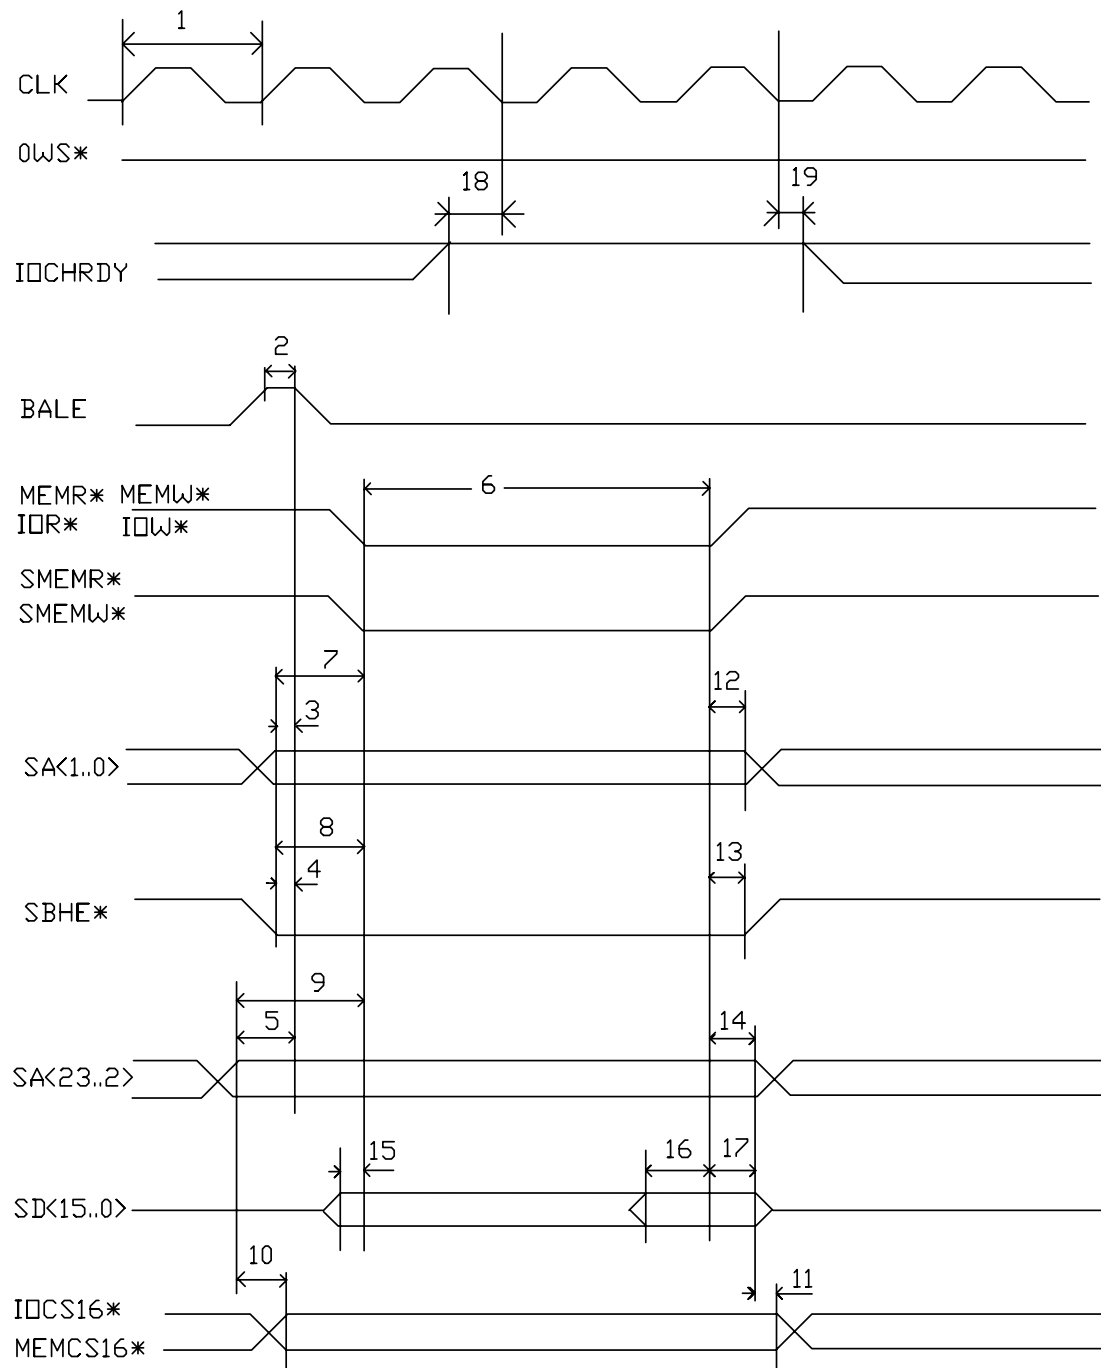 1
CLK
0WS*
18
19
IOCHRDY
2
BALE
6
MEMR* MEMW*
IOR* IOW*
SMEMR*
SMEMW*
7
12
3
SA<1..0>
8
13
4
SBHE*
9
5
14
SA<23..2>
15
16
17
SD<15..0>
10
11
IOCS16*
MEMCS16*